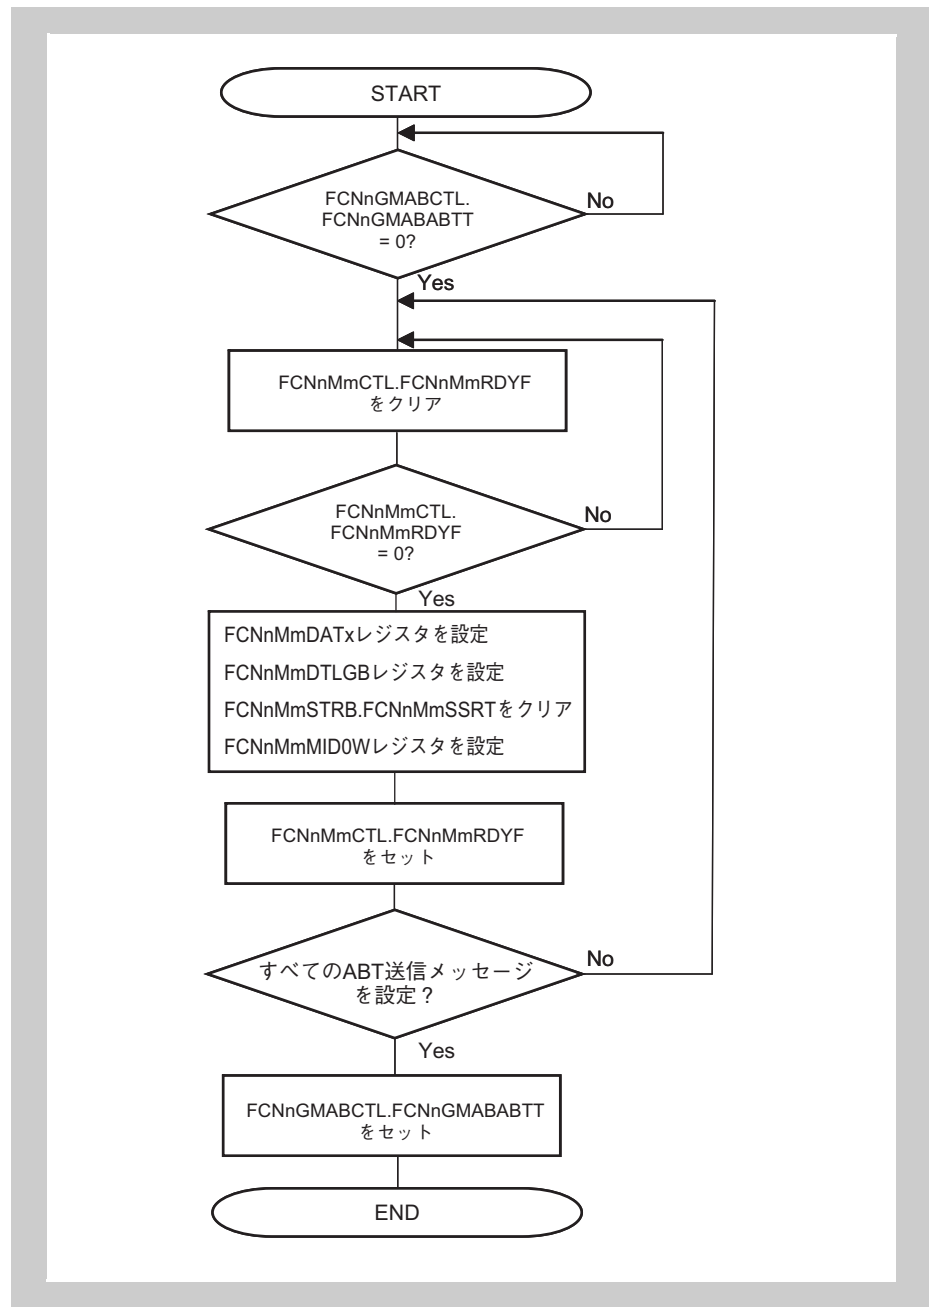 START
FCNnGMABCTL.
FCNnGMABABTT
= 0?
No
Yes
FCNnMmCTL.FCNnMmRDYF
をクリア
FCNnMmCTL.
FCNnMmRDYF
= 0?
No
Yes
FCNnMmDATxレジスタを設定
FCNnMmDTLGBレジスタを設定
FCNnMmSTRB.FCNnMmSSRTをクリア
FCNnMmMID0Wレジスタを設定
FCNnMmCTL.FCNnMmRDYF
をセット
すべてのABT送信メッセージ
を設定？
No
Yes
FCNnGMABCTL.FCNnGMABABTT
をセット
END